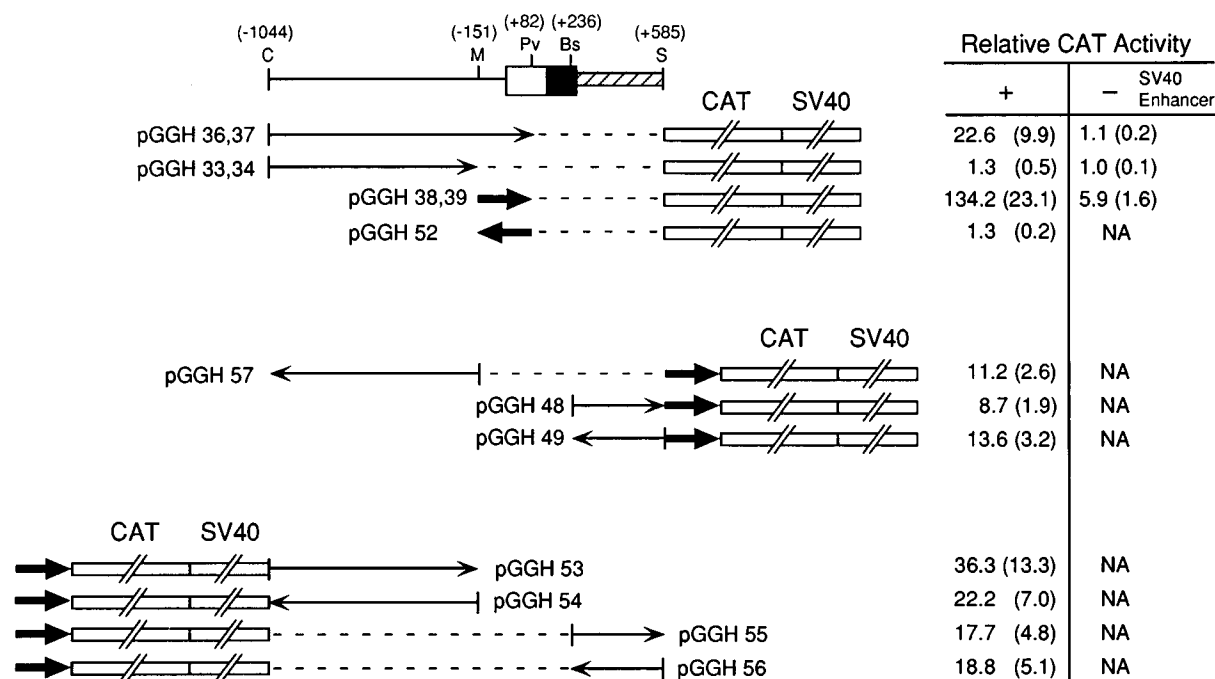 (-1044) (-151) (+82) (+236) (+585)
C M Pv Bs S
Relative CAT Activity
+ − SV40 Enhancer
CAT SV40
pGGH 36,37 22.6 (9.9) 1.1 (0.2)
pGGH 33,34 1.3 (0.5) 1.0 (0.1)
pGGH 38,39 134.2 (23.1) 5.9 (1.6)
pGGH 52 1.3 (0.2) NA
CAT SV40
pGGH 57 11.2 (2.6) NA
pGGH 48 8.7 (1.9) NA
pGGH 49 13.6 (3.2) NA
CAT SV40
pGGH 53 36.3 (13.3) NA
pGGH 54 22.2 (7.0) NA
pGGH 55 17.7 (4.8) NA
pGGH 56 18.8 (5.1) NA